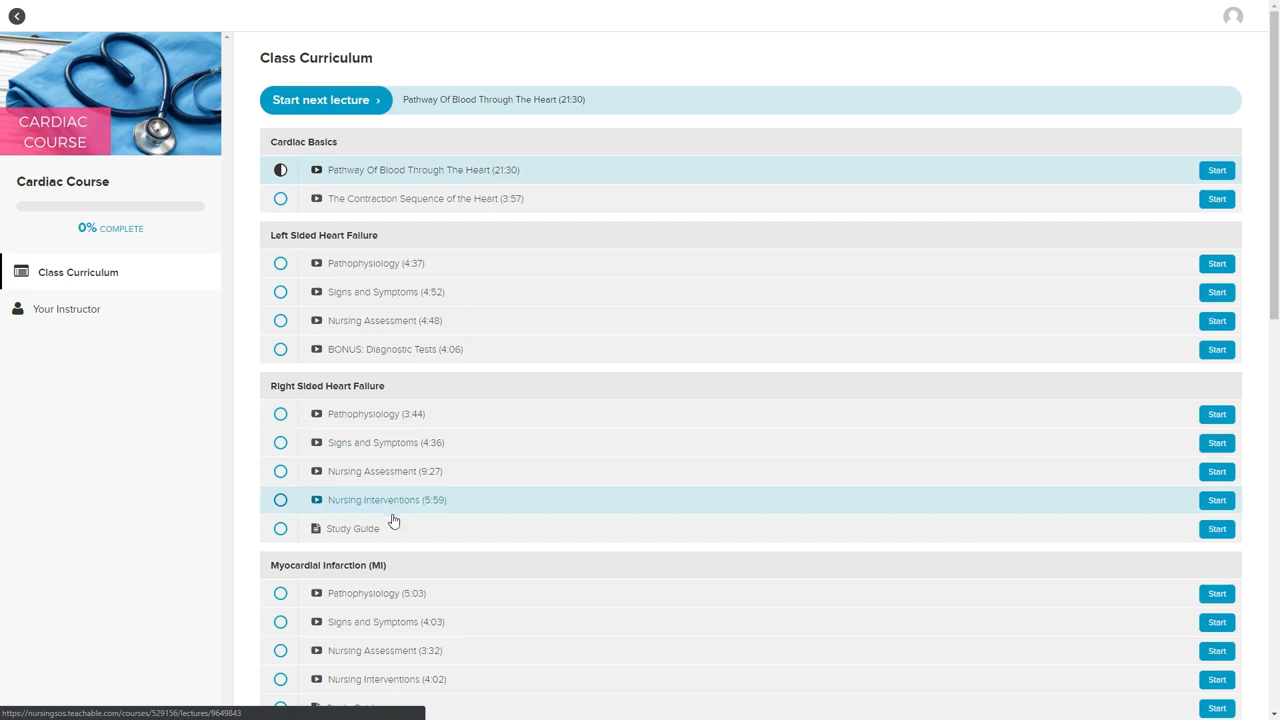 Class Curriculum
Start next lecture ›
Pathway Of Blood Through The Heart (21:30)
CARDIAC
COURSE
Cardiac Course
0% COMPLETE
Class Curriculum
Your Instructor
Cardiac Basics
Pathway Of Blood Through The Heart (21:30) Start
The Contraction Sequence of the Heart (3:57) Start
Left Sided Heart Failure
Pathophysiology (4:37) Start
Signs and Symptoms (4:52) Start
Nursing Assessment (4:48) Start
BONUS: Diagnostic Tests (4:06) Start
Right Sided Heart Failure
Pathophysiology (3:44) Start
Signs and Symptoms (4:36) Start
Nursing Assessment (9:27) Start
Nursing Interventions (5:59) Start
Study Guide Start
Myocardial Infarction (MI)
Pathophysiology (5:03) Start
Signs and Symptoms (4:03) Start
Nursing Assessment (3:32) Start
Nursing Interventions (4:02) Start
Start
https://nursingsos.teachable.com/courses/529156/lectures/9649843